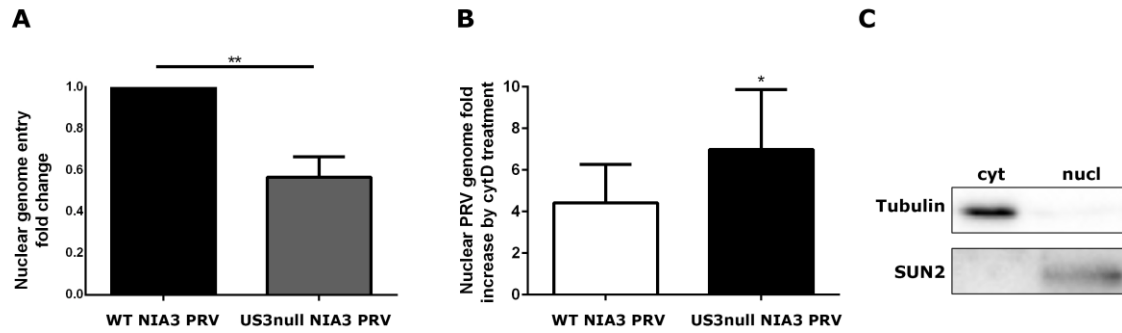 A
Nuclear genome entry
fold change
1.0
0.8
0.6
0.4
0.2
0.0
**
WT NIA3 PRV
US3null NIA3 PRV
B
Nuclear PRV genome fold
increase by cytD treatment
10
8
6
4
2
0
*
WT NIA3 PRV
US3null NIA3 PRV
C
cyt nucl
Tubulin
SUN2